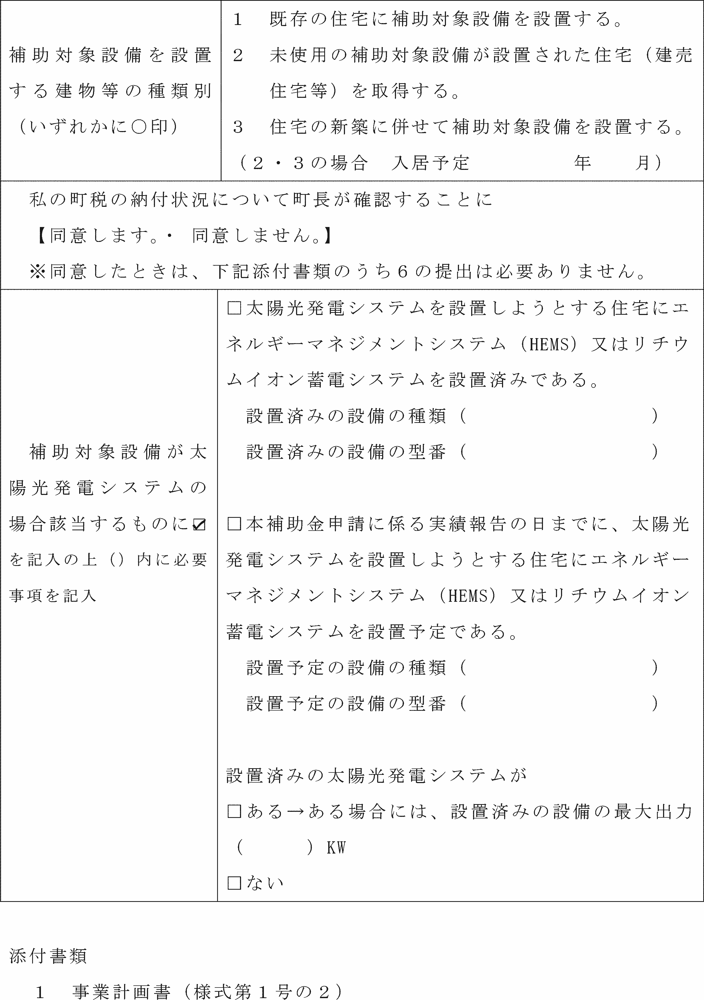 補助対象設備を設置
する建物等の種類別
（いずれかに○印）
１　既存の住宅に補助対象設備を設置する。
２　未使用の補助対象設備が設置された住宅（建売
住宅等）を取得する。
３　住宅の新築に併せて補助対象設備を設置する。
（２・３の場合　入居予定　　　　　年　　月）
私の町税の納付状況について町長が確認することに
【同意します。・　同意しません。】
※同意したときは、下記添付書類のうち６の提出は必要ありません。
補助対象設備が太
陽光発電システムの
場合該当するものに☑
を記入の上（）内に必要
事項を記入
□太陽光発電システムを設置しようとする住宅にエ
ネルギーマネジメントシステム（HEMS）又はリチウ
ムイオン蓄電システムを設置済みである。
設置済みの設備の種類（　　　　　　　　　）
設置済みの設備の型番（　　　　　　　　　）
□本補助金申請に係る実績報告の日までに、太陽光
発電システムを設置しようとする住宅にエネルギー
マネジメントシステム（HEMS）又はリチウムイオン
蓄電システムを設置予定である。
設置予定の設備の種類（　　　　　　　　　）
設置予定の設備の型番（　　　　　　　　　）
設置済みの太陽光発電システムが
□ある→ある場合には、設置済みの設備の最大出力
（　　　）KW
□ない
添付書類
１　事業計画書（様式第１号の２）